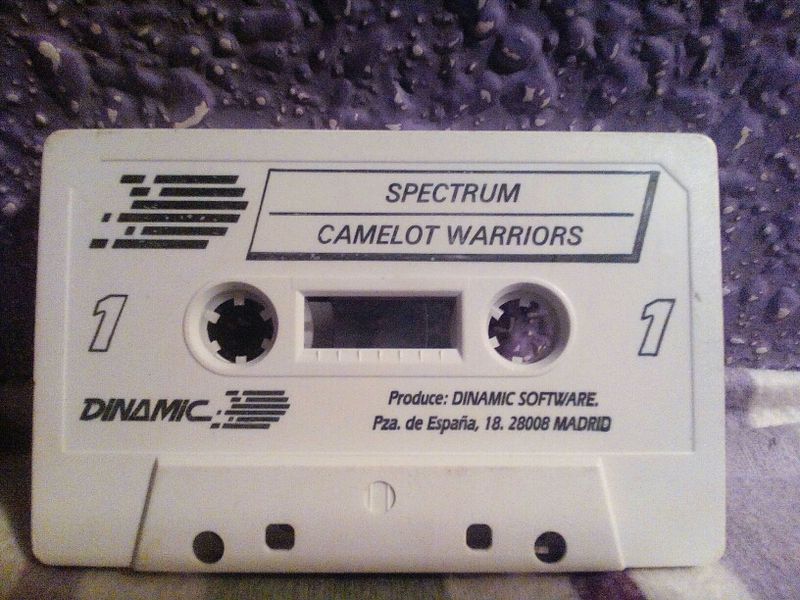 SPECTRUM
CAMELOT WARRIORS
1 1
DINAMIC
Produce: DINAMIC SOFTWARE.
Pza. de España, 18. 28008 MADRID